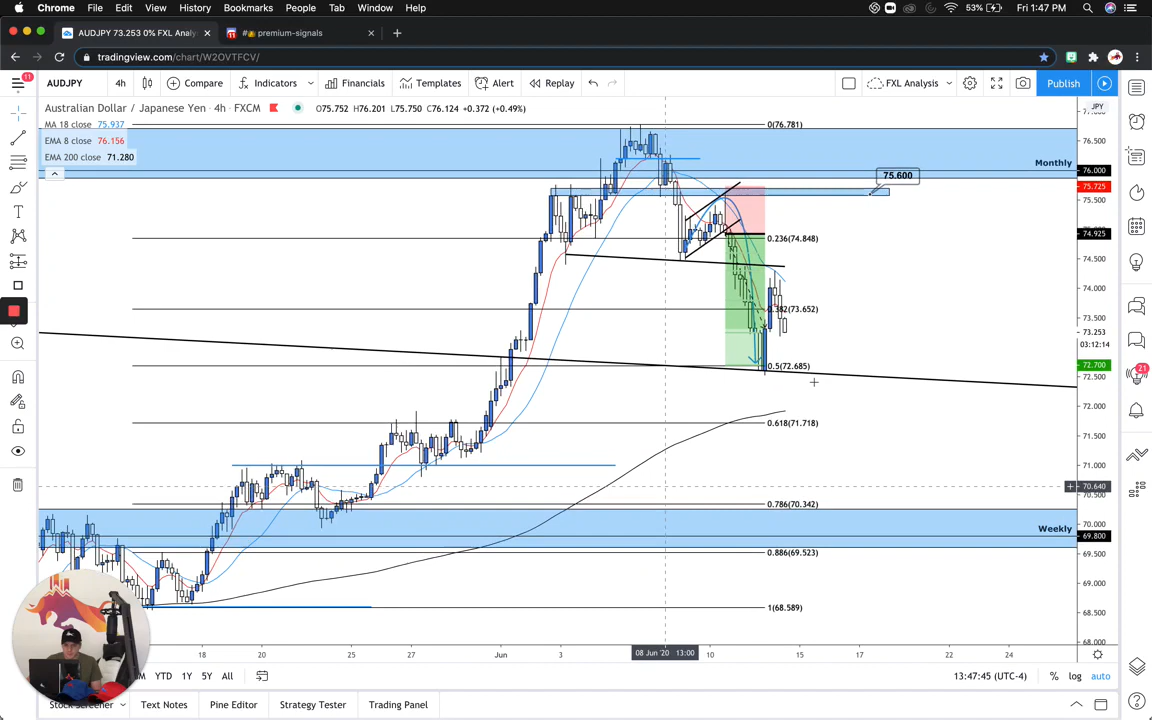 Chrome File Edit View History Bookmarks People Tab Window Help 53% Fri 1:47 PM
AUDJPY 73.253 0% FXL Analy #👍premium-signals
tradingview.com/chart/W2OVTFCV/
11 AUDJPY 4h Compare Indicators Financials Templates Alert Replay FXL Analysis Publish
Australian Dollar / Japanese Yen · 4h · FXCM O75.752 H76.201 L75.750 C76.124 +0.372 (+0.49%) JPY
MA 18 close 75.937
EMA 8 close 76.156
EMA 200 close 71.280
0(76.781)
76.500
Monthly
76.000
75.600
75.725
75.500
74.925
0.236(74.848)
74.500
74.000
0.382(73.652)
73.500
73.253
03:12:14
0.5(72.685)
72.700
72.500
21
72.000
0.618(71.718)
71.500
71.000
70.640
0.786(70.342)
70.500
70.000
Weekly
69.800
0.886(69.523)
69.500
69.000
1(68.589)
68.500
68.000
18 20 25 27 Jun 3 08 Jun '20 13:00 10 15 17 22 24
YTD 1Y 5Y All 13:47:45 (UTC-4) % log auto
Stock Screener Text Notes Pine Editor Strategy Tester Trading Panel